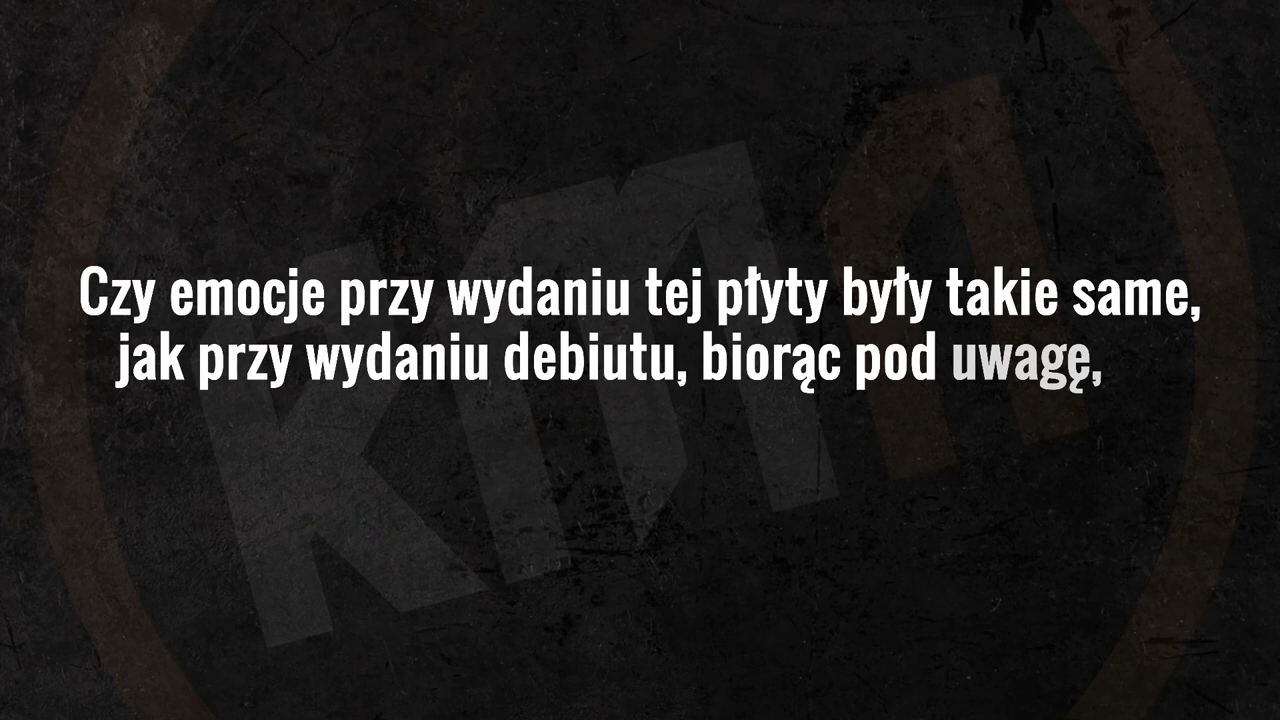 Czy emocje przy wydaniu tej płyty były takie same,
jak przy wydaniu debiutu, biorąc pod uwagę,